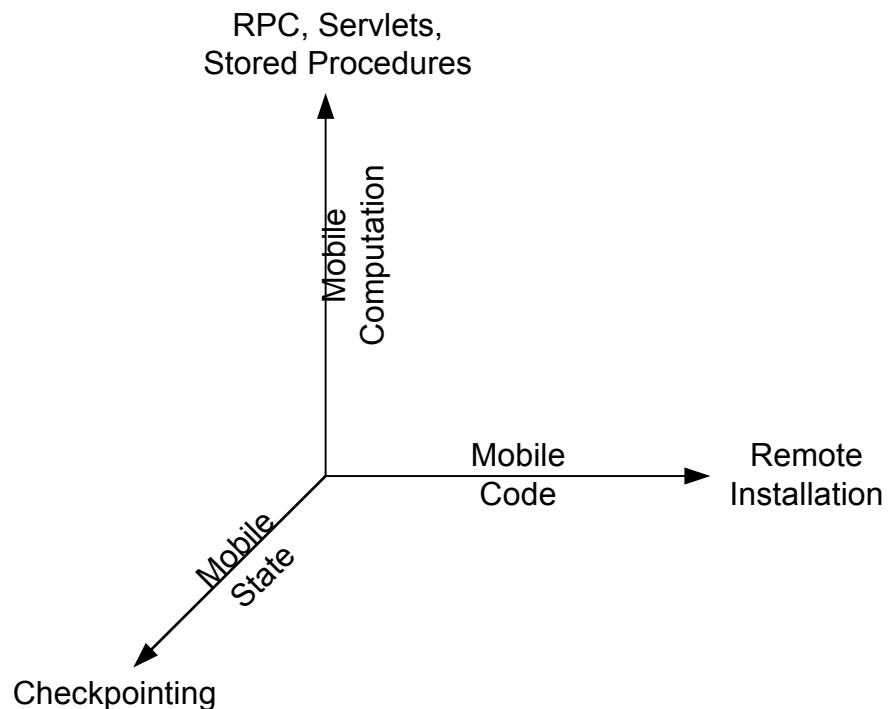 RPC, Servlets,
Stored Procedures
Mobile
Computation
Mobile
Code
Remote
Installation
Mobile
State
Checkpointing